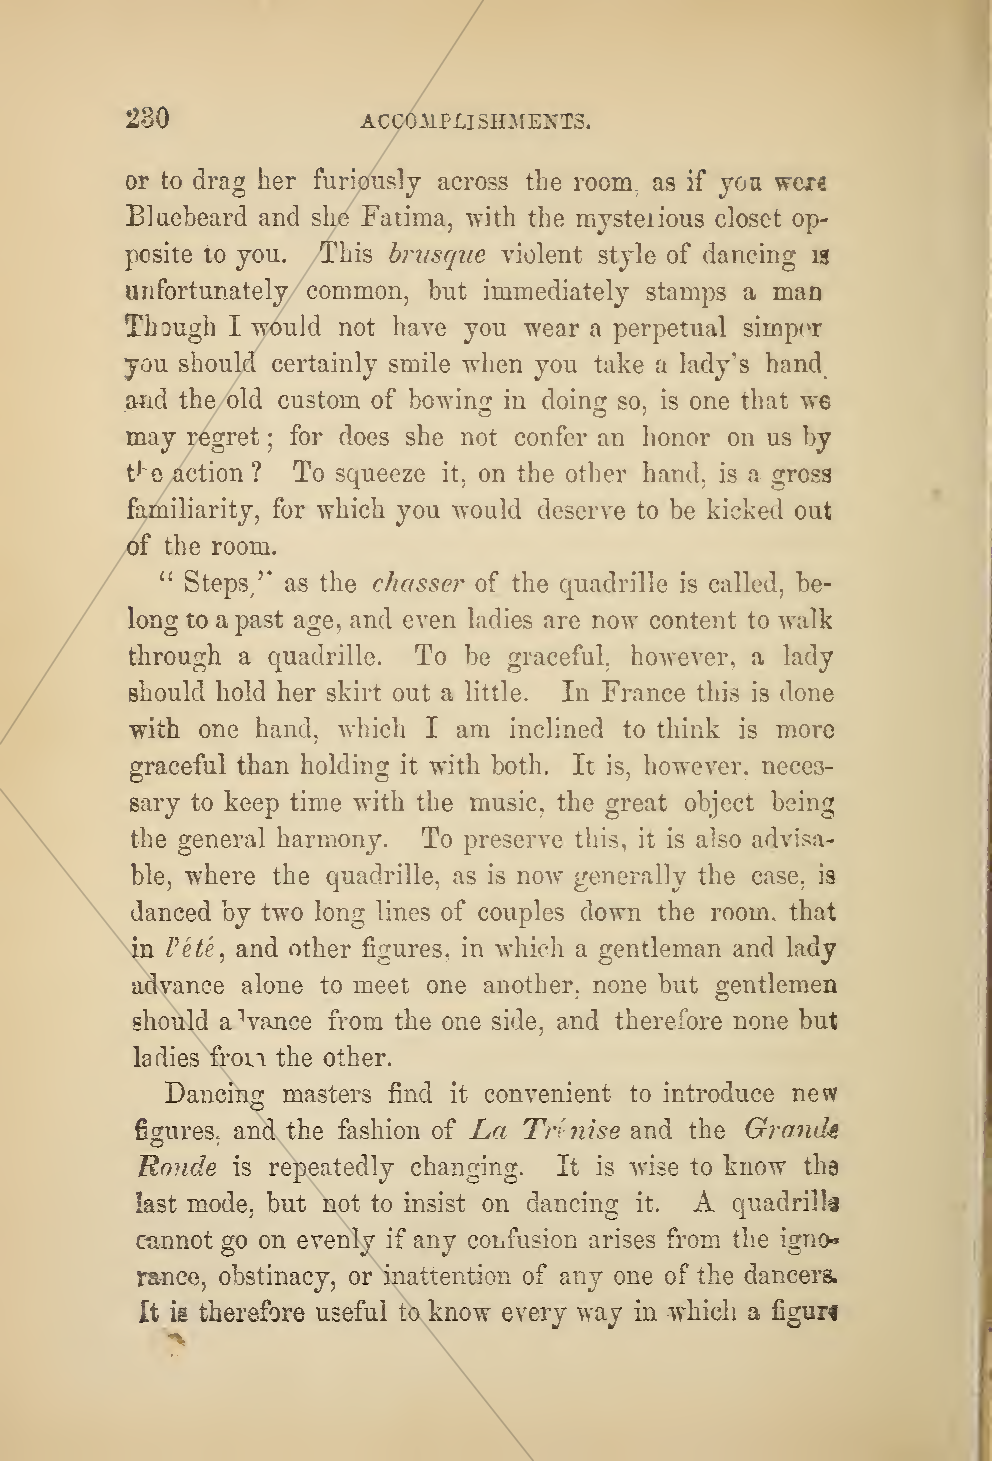 230 ACCOMPLISHMENTS.
or to drag her furiously across the room, as if you were
Bluebeard and she Fatima, with the mysterious closet op-
posite to you. This brusque violent style of dancing is
unfortunately common, but immediately stamps a man
Though I would not have you wear a perpetual simper
you should certainly smile when you take a lady's hand,
and the old custom of bowing in doing so, is one that we
may regret; for does she not confer an honor on us by
the action? To squeeze it, on the other hand, is a gross
familiarity, for which you would deserve to be kicked out
of the room.
"Steps," as the chasser of the quadrille is called, be-
long to a past age, and even ladies are now content to walk
through a quadrille. To be graceful, however, a lady
should hold her skirt out a little. In France this is done
with one hand, which I am inclined to think is more
graceful than holding it with both. It is, however, neces-
sary to keep time with the music, the great object being
the general harmony. To preserve this, it is also advisa-
ble, where the quadrille, as is now generally the case, is
danced by two long lines of couples down the room, that
in l'été, and other figures, in which a gentleman and lady
advance alone to meet one another, none but gentlemen
should advance from the one side, and therefore none but
ladies from the other.
Dancing masters find it convenient to introduce new
figures, and the fashion of La Trénise and the Grande
Ronde is repeatedly changing. It is wise to know the
last mode, but not to insist on dancing it. A quadrille
cannot go on evenly if any confusion arises from the igno-
rance, obstinacy, or inattention of any one of the dancers.
It is therefore useful to know every way in which a figure